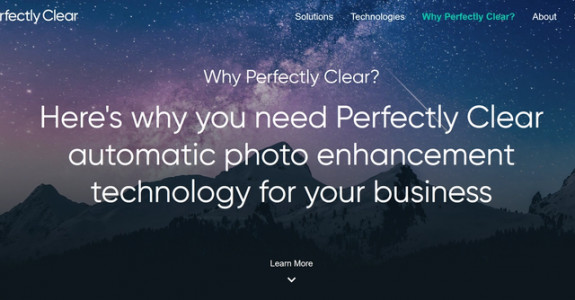 rfectly Clear
Solutions Technologies Why Perfectly Clear? About
Why Perfectly Clear?
Here's why you need Perfectly Clear
automatic photo enhancement
technology for your business
Learn More